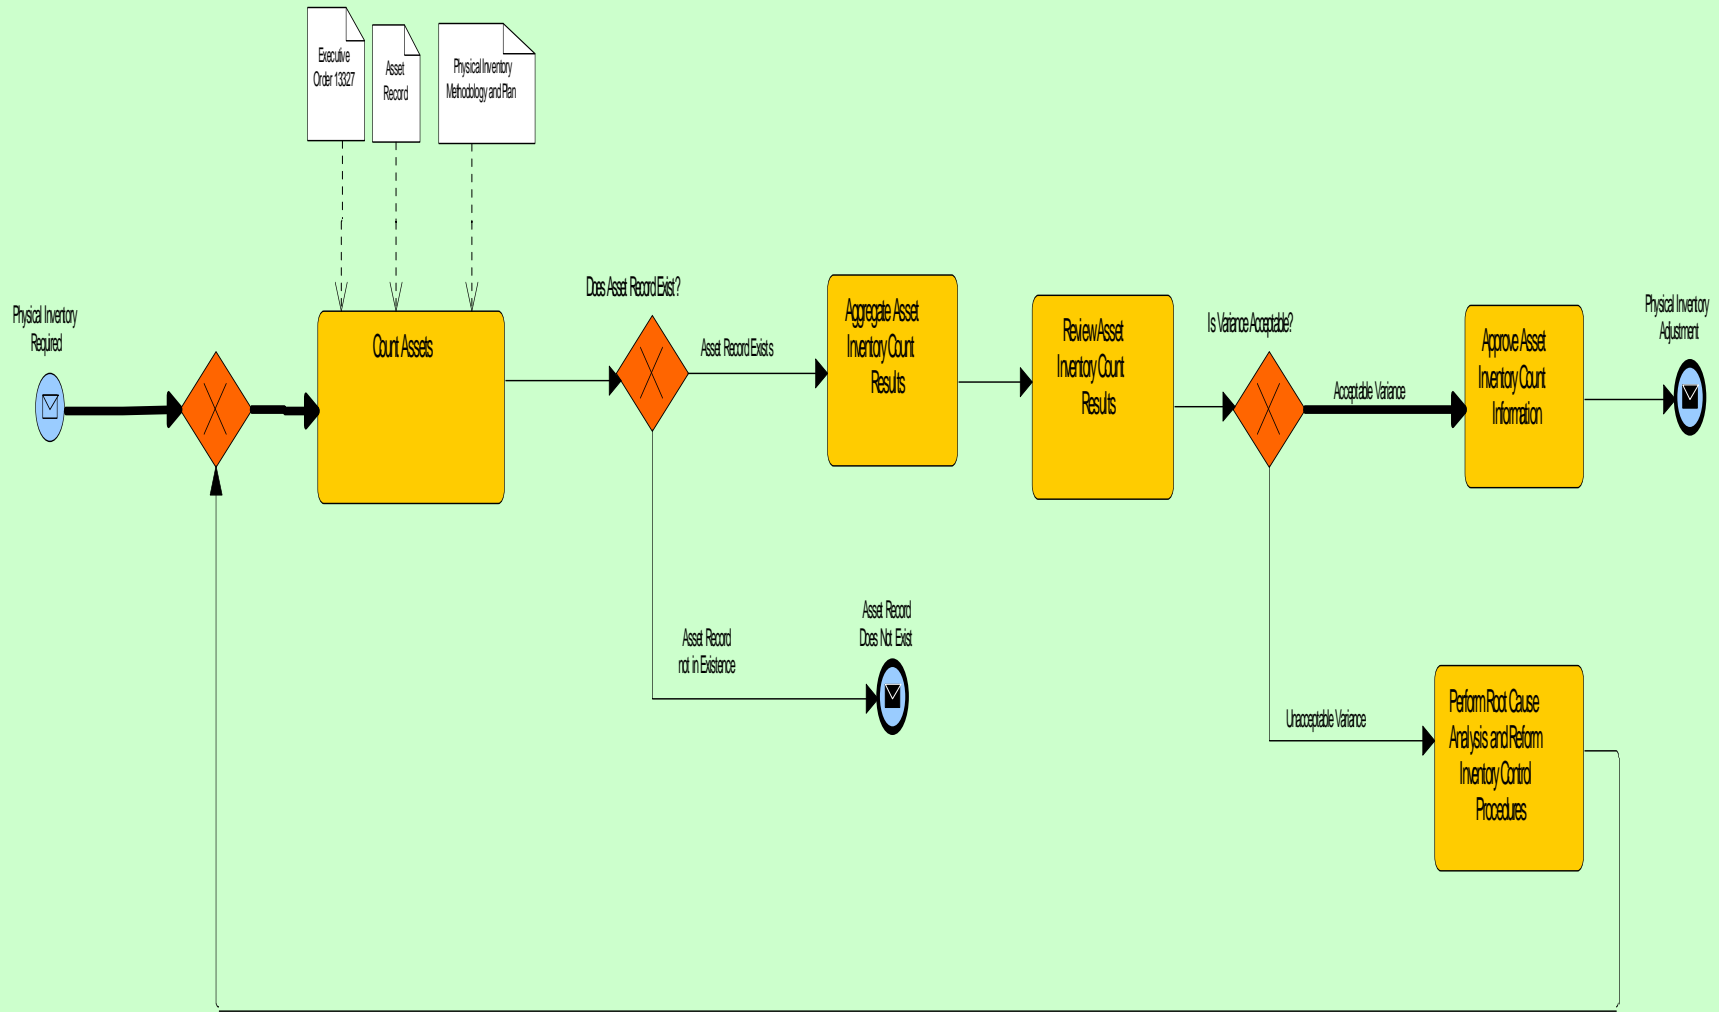 Executive
Order 13327
Asset
Record
Physical Inventory
Methodology and Plan
Physical Inventory
Required
Count Assets
Does Asset Record Exist?
Asset Record Exists
Aggregate Asset
Inventory Count
Results
Review Asset
Inventory Count
Results
Is Variance Acceptable?
Acceptable Variance
Approve Asset
Inventory Count
Information
Physical Inventory
Adjustment
Asset Record
not in Existence
Asset Record
Does Not Exist
Unacceptable Variance
Perform Root Cause
Analysis and Reform
Inventory Control
Procedures